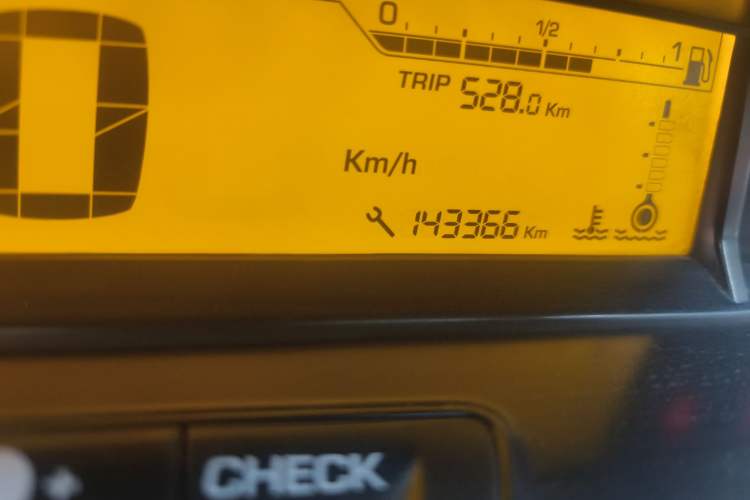 0 1/2 1
TRIP 528.0 Km
Km/h
143366 Km
CHECK